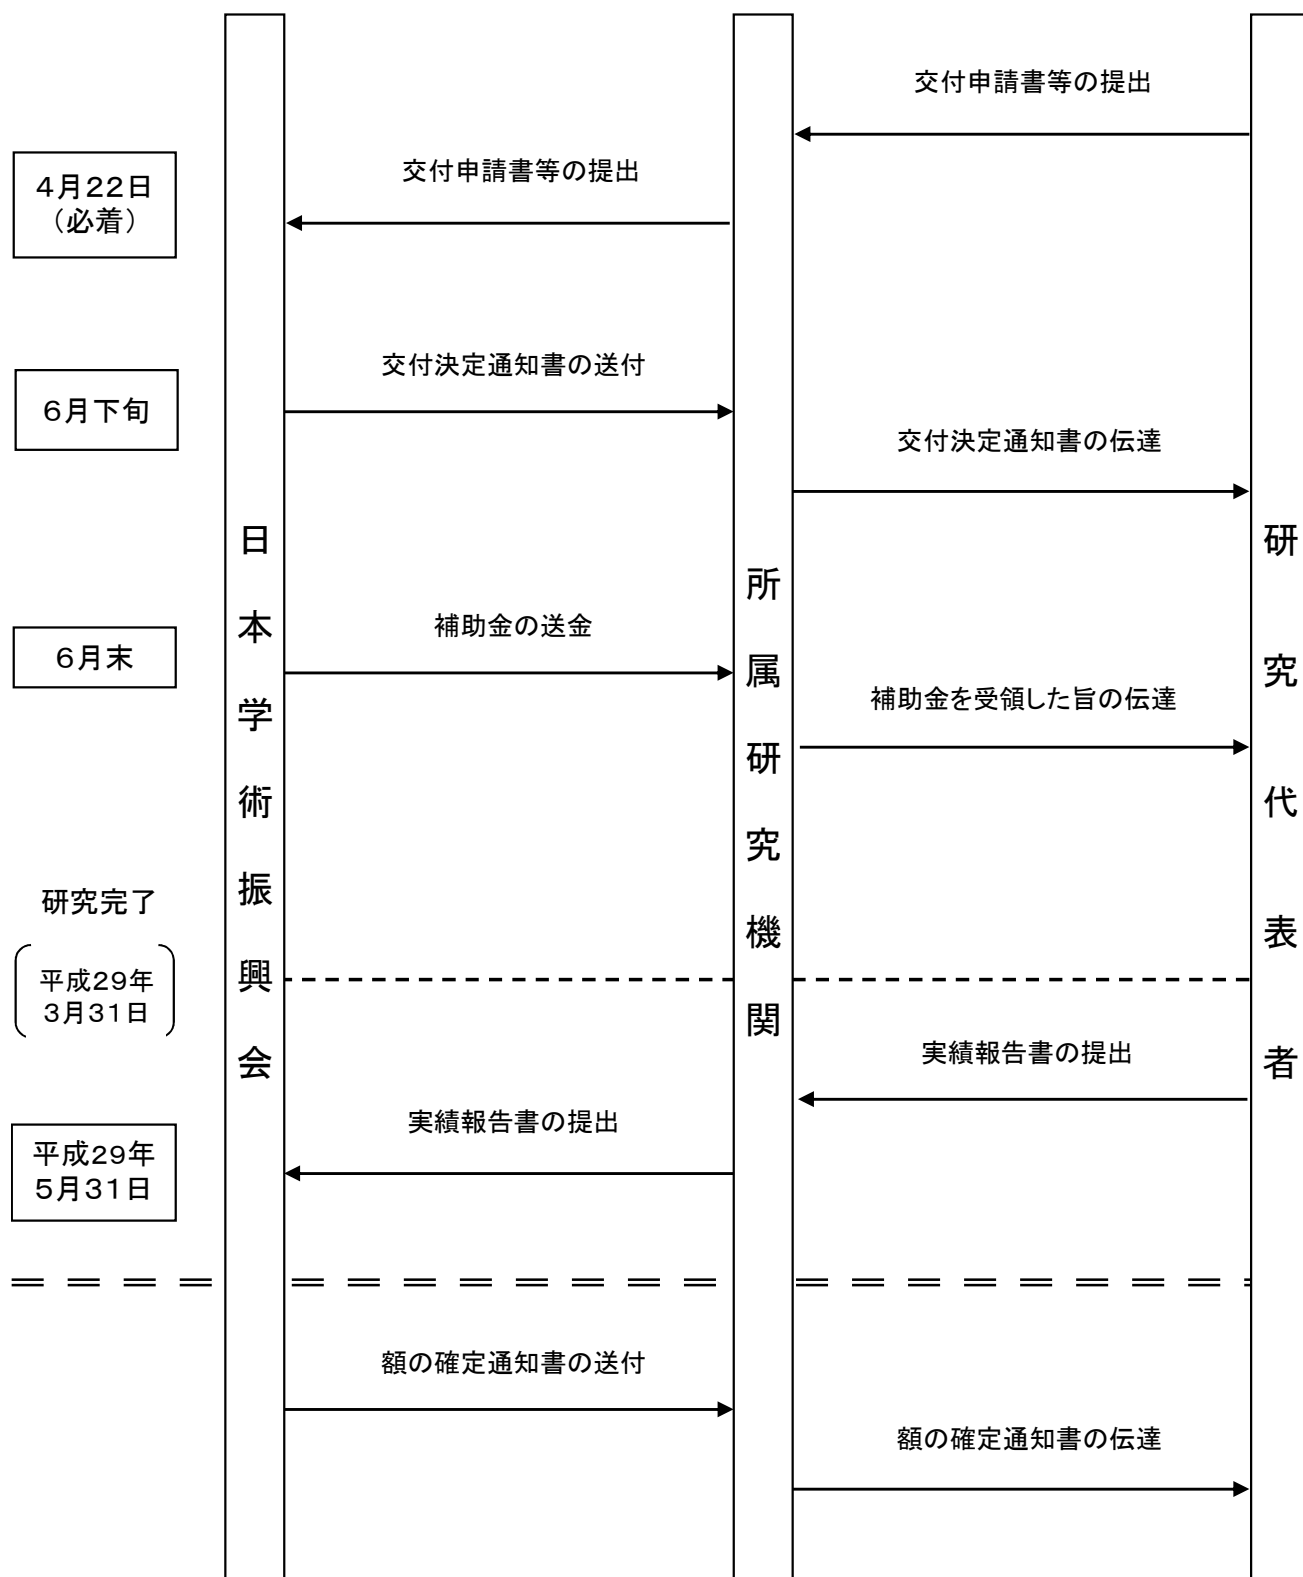 交付申請書等の提出
4月22日
（必着）
交付申請書等の提出
交付決定通知書の送付
6月下旬
交付決定通知書の伝達
日本学術振興会
所属研究機関
研究代表者
補助金の送金
6月末
補助金を受領した旨の伝達
研究完了
平成29年
3月31日
実績報告書の提出
実績報告書の提出
平成29年
5月31日
額の確定通知書の送付
額の確定通知書の伝達